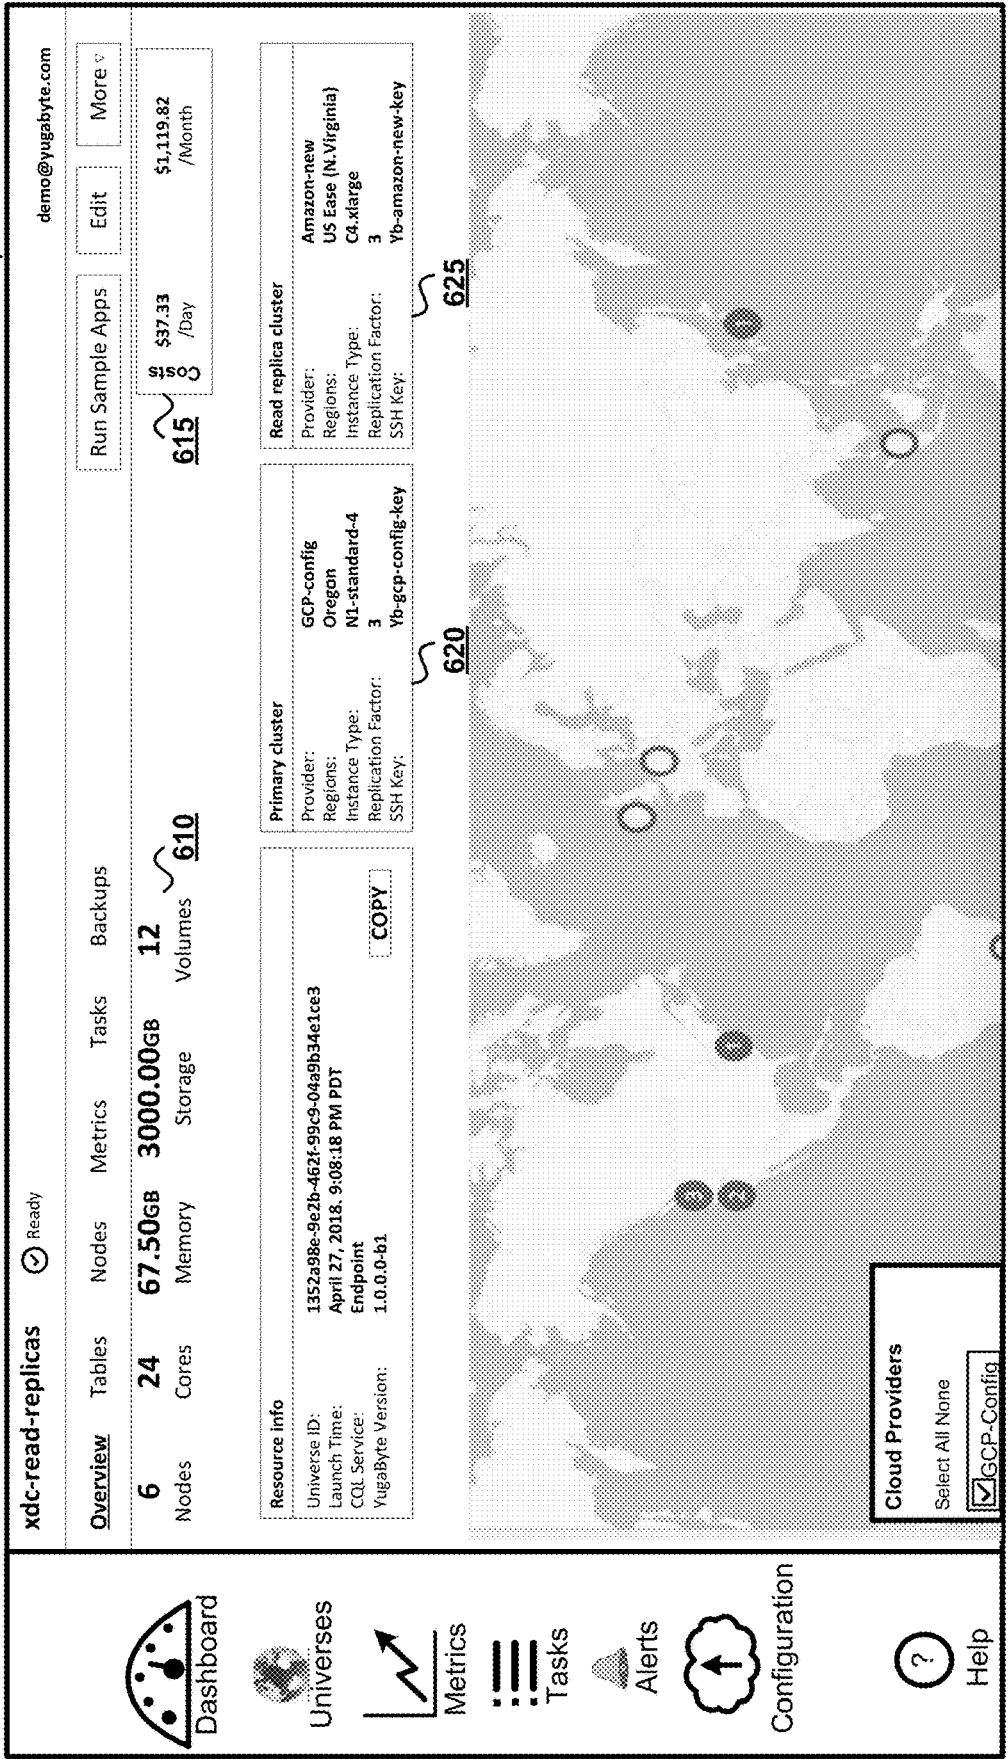 xdc-read-replicas Ready demo@yugabyte.com
Overview Tables Nodes Metrics Tasks Backups Run Sample Apps Edit More
6 24 67.50GB 3000.00GB 12
Nodes Cores Memory Storage Volumes
610
Costs $37.33 $1,119.82
/Day /Month
615
Resource info
Universe ID: 1352a98e-9e2b-462f-99c9-04a9b34e1ce3
Launch Time: April 27, 2018. 9:08:18 PM PDT
CQL Service: Endpoint
YugaByte Version: 1.0.0.0-b1
COPY
Primary cluster
Provider: GCP-config
Regions: Oregon
Instance Type: N1-standard-4
Replication Factor: 3
SSH Key: Yb-gcp-config-key
620
Read replica cluster
Provider: Amazon-new
Regions: US Ease (N.Virginia)
Instance Type: C4.xlarge
Replication Factor: 3
SSH Key: Yb-amazon-new-key
625
Dashboard
Universes
Metrics
Tasks
Alerts
Configuration
?
Help
Cloud Providers
Select All None
GCP-Config